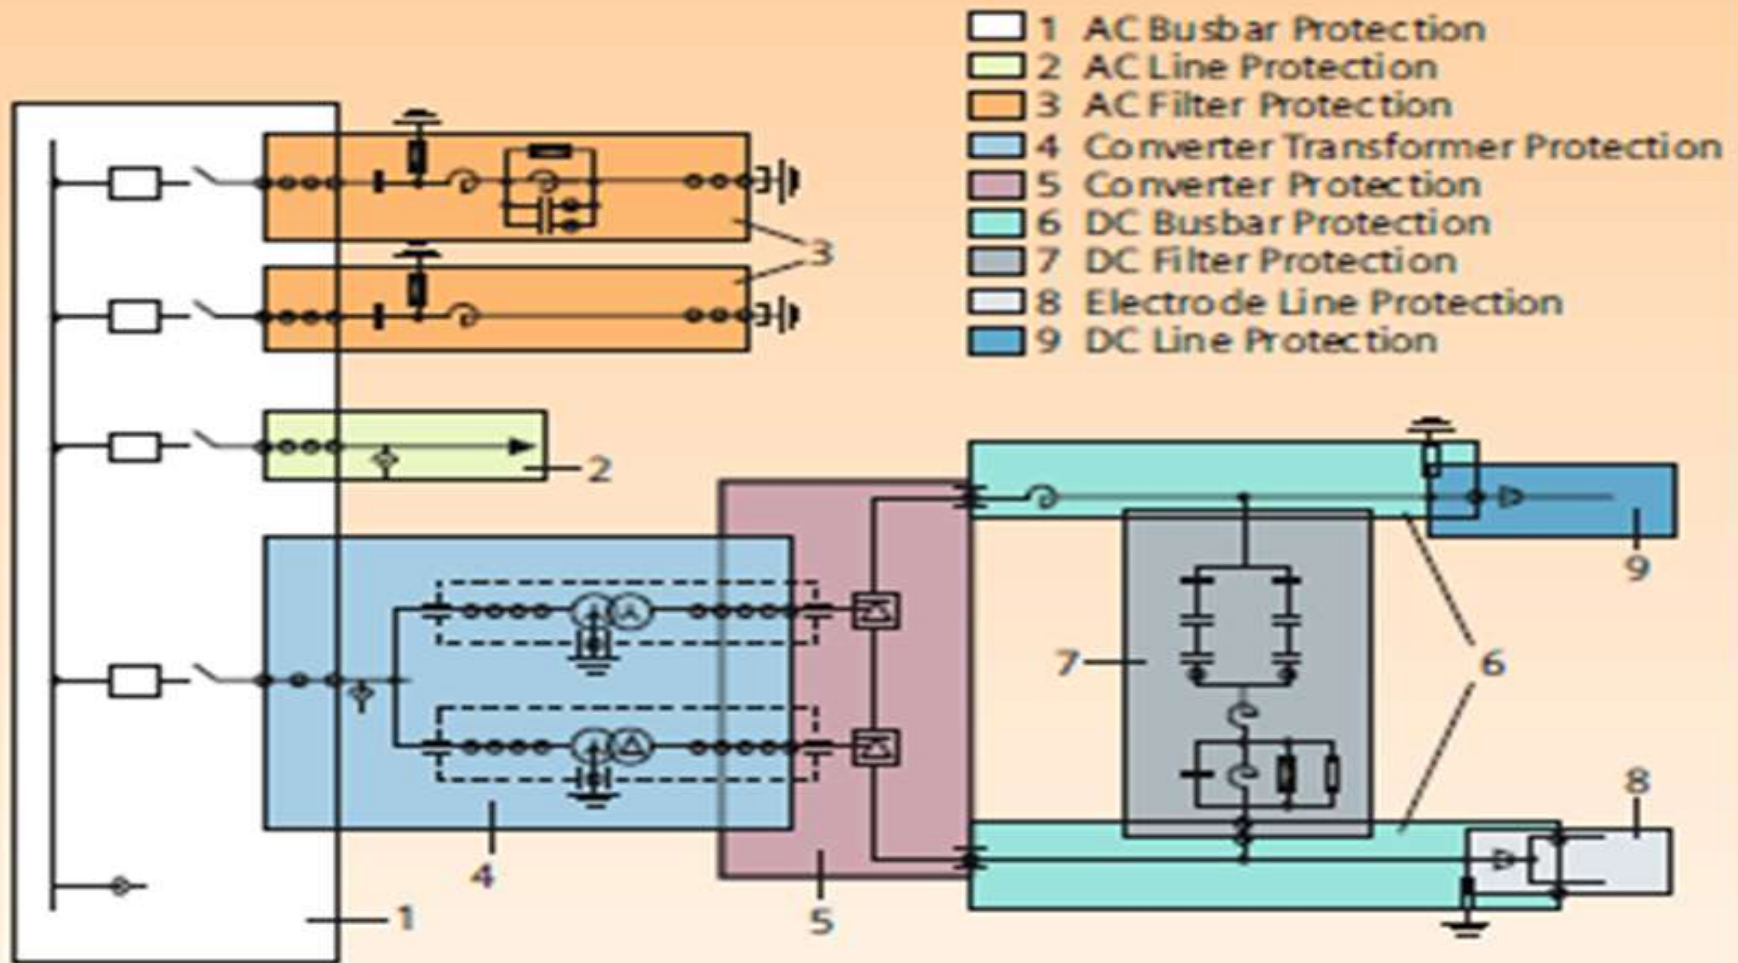 1 AC Busbar Protection
2 AC Line Protection
3 AC Filter Protection
4 Converter Transformer Protection
5 Converter Protection
6 DC Busbar Protection
7 DC Filter Protection
8 Electrode Line Protection
9 DC Line Protection
3
2
9
7
6
8
4
5
1